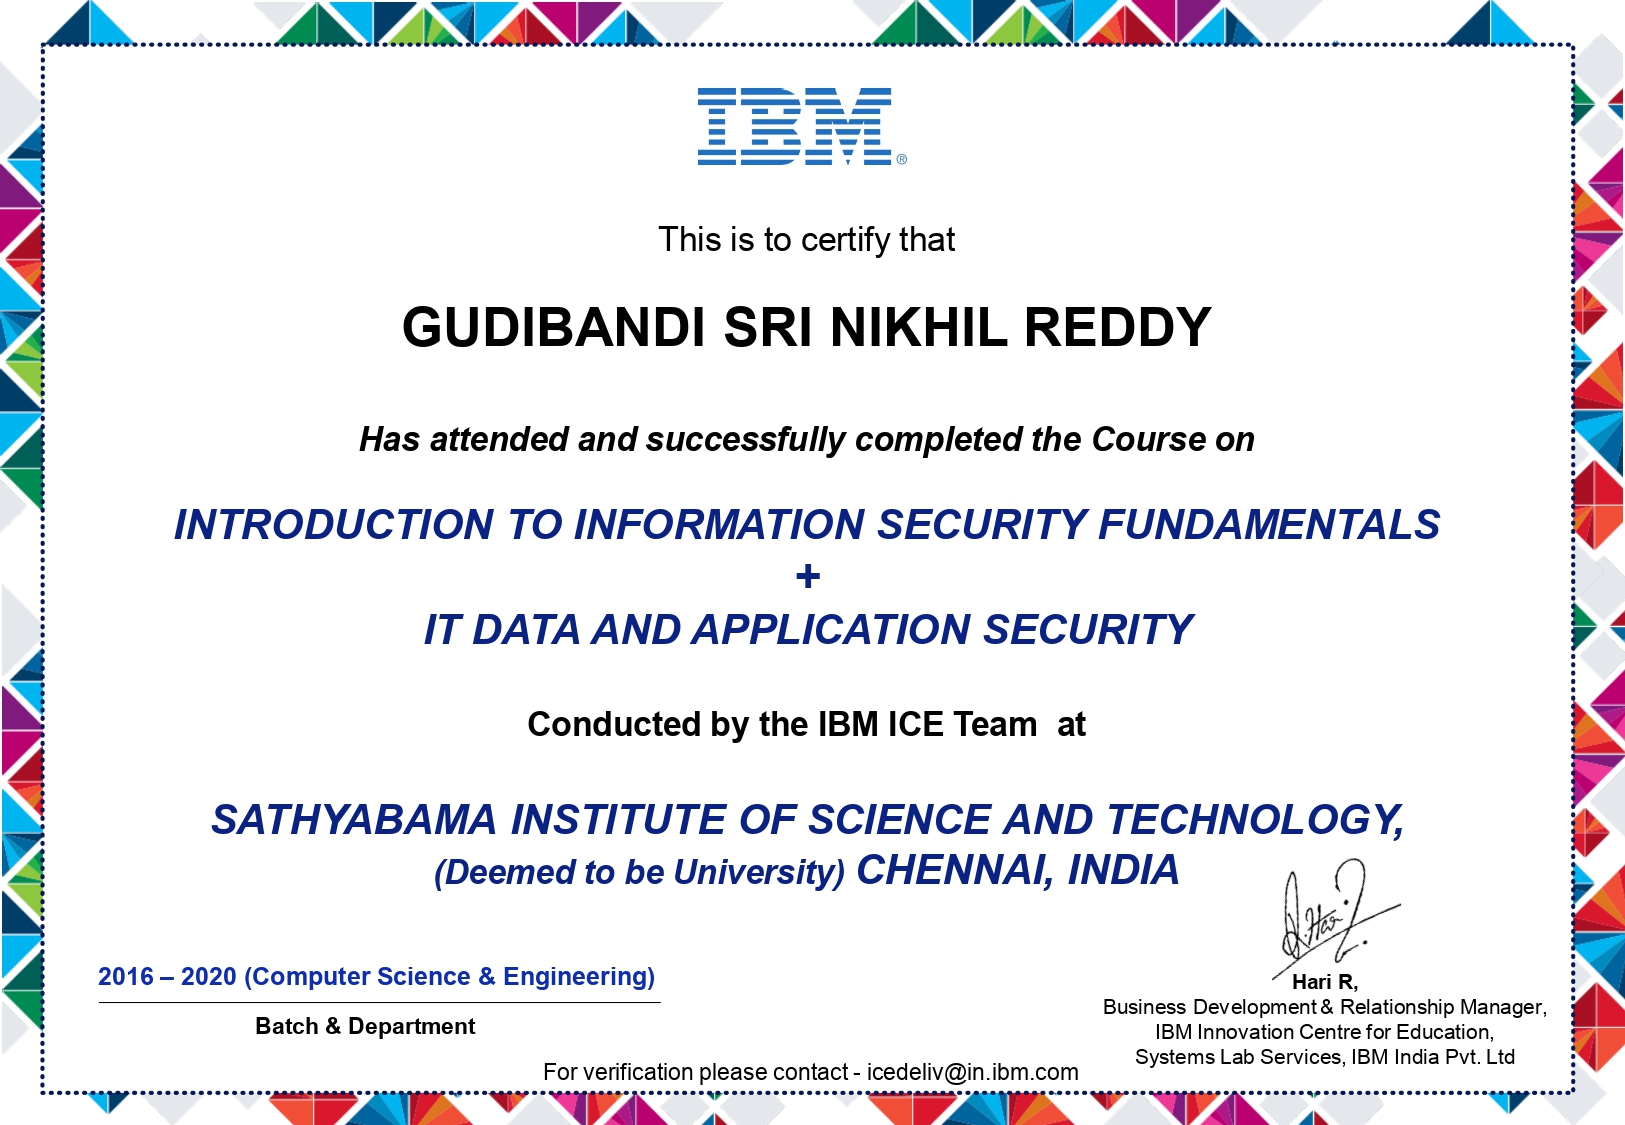 IBM®
This is to certify that
GUDIBANDI SRI NIKHIL REDDY
Has attended and successfully completed the Course on
INTRODUCTION TO INFORMATION SECURITY FUNDAMENTALS
+
IT DATA AND APPLICATION SECURITY
Conducted by the IBM ICE Team at
SATHYABAMA INSTITUTE OF SCIENCE AND TECHNOLOGY,
(Deemed to be University) CHENNAI, INDIA
2016 – 2020 (Computer Science & Engineering)
Batch & Department
Hari R,
Business Development & Relationship Manager,
IBM Innovation Centre for Education,
Systems Lab Services, IBM India Pvt. Ltd
For verification please contact - icedeliv@in.ibm.com